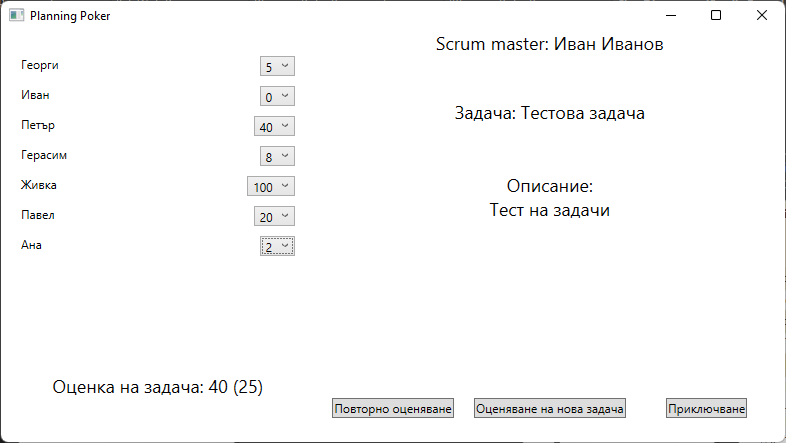 Planning Poker
Scrum master: Иван Иванов
Георги 5
Иван 0
Петър 40
Герасим 8
Живка 100
Павел 20
Ана 2
Задача: Тестова задача
Описание:
Тест на задачи
Оценка на задача: 40 (25)
Повторно оценяване
Оценяване на нова задача
Приключване